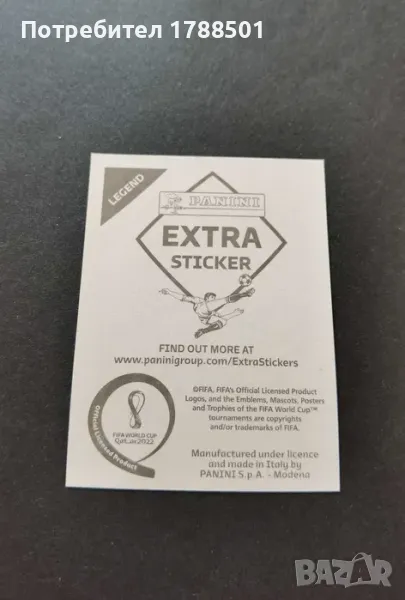 Потребител 1788501
LEGEND
PANINI
EXTRA
STICKER
FIND OUT MORE AT
www.paninigroup.com/ExtraStickers
©FIFA, FIFA's Official Licensed Product
Logos, and the Emblems, Mascots, Posters
and Trophies of the FIFA World Cup™
tournaments are copyrights
and/or trademarks of FIFA.
FIFA WORLD CUP
Qatar2022
Official Licensed Product
Manufactured under licence
and made in Italy by
PANINI S.p.A. - Modena
BAZAR